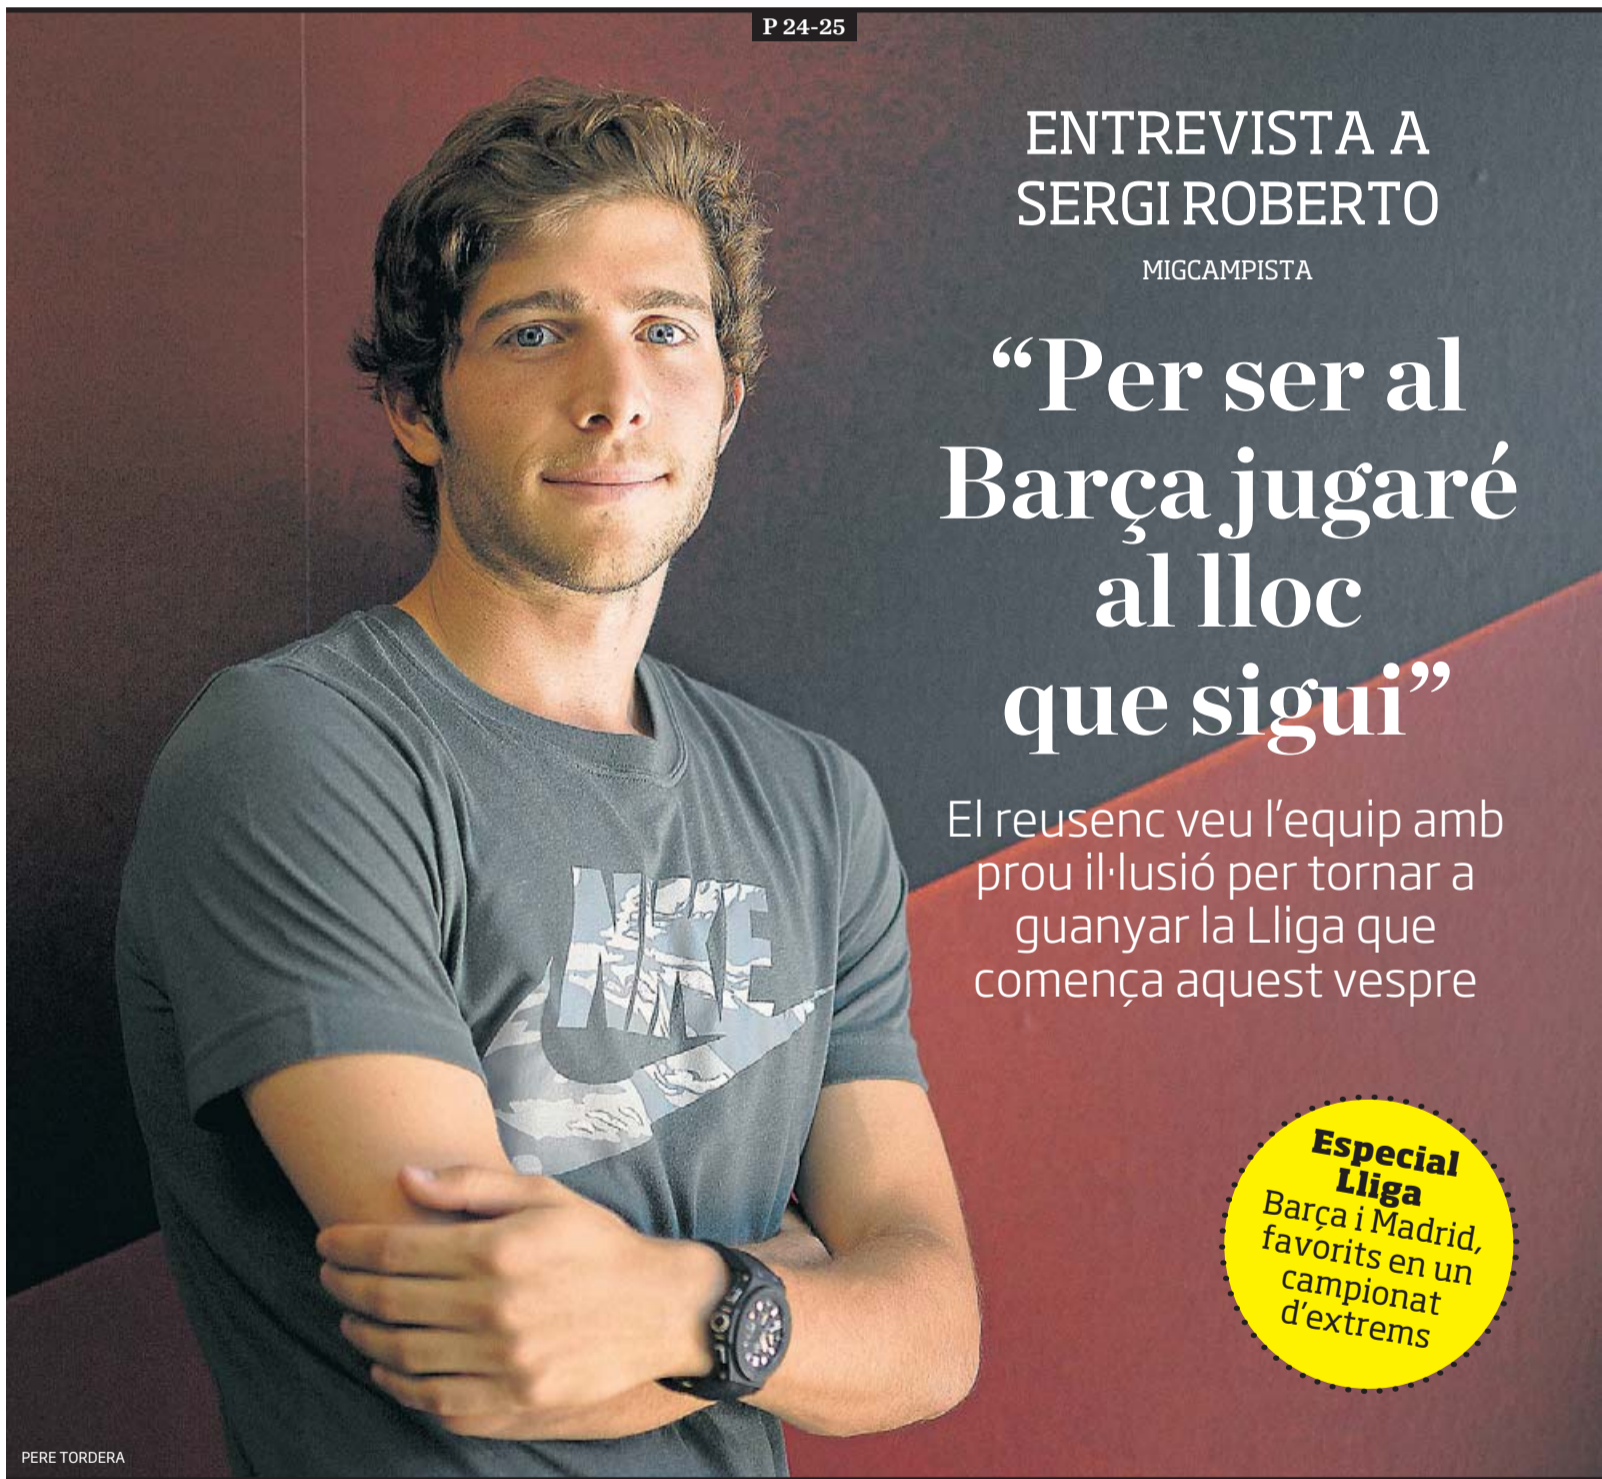 P 24-25
ENTREVISTA A
SERGI ROBERTO
MIGCAMPISTA
“Per ser al
Barça jugaré
al lloc
que sigui”
El reusenc veu l’equip amb
prou il·lusió per tornar a
guanyar la Lliga que
comença aquest vespre
NIKE
Especial
Lliga
Barça i Madrid,
favorits en un
campionat
d’extrems
PERE TORDERA